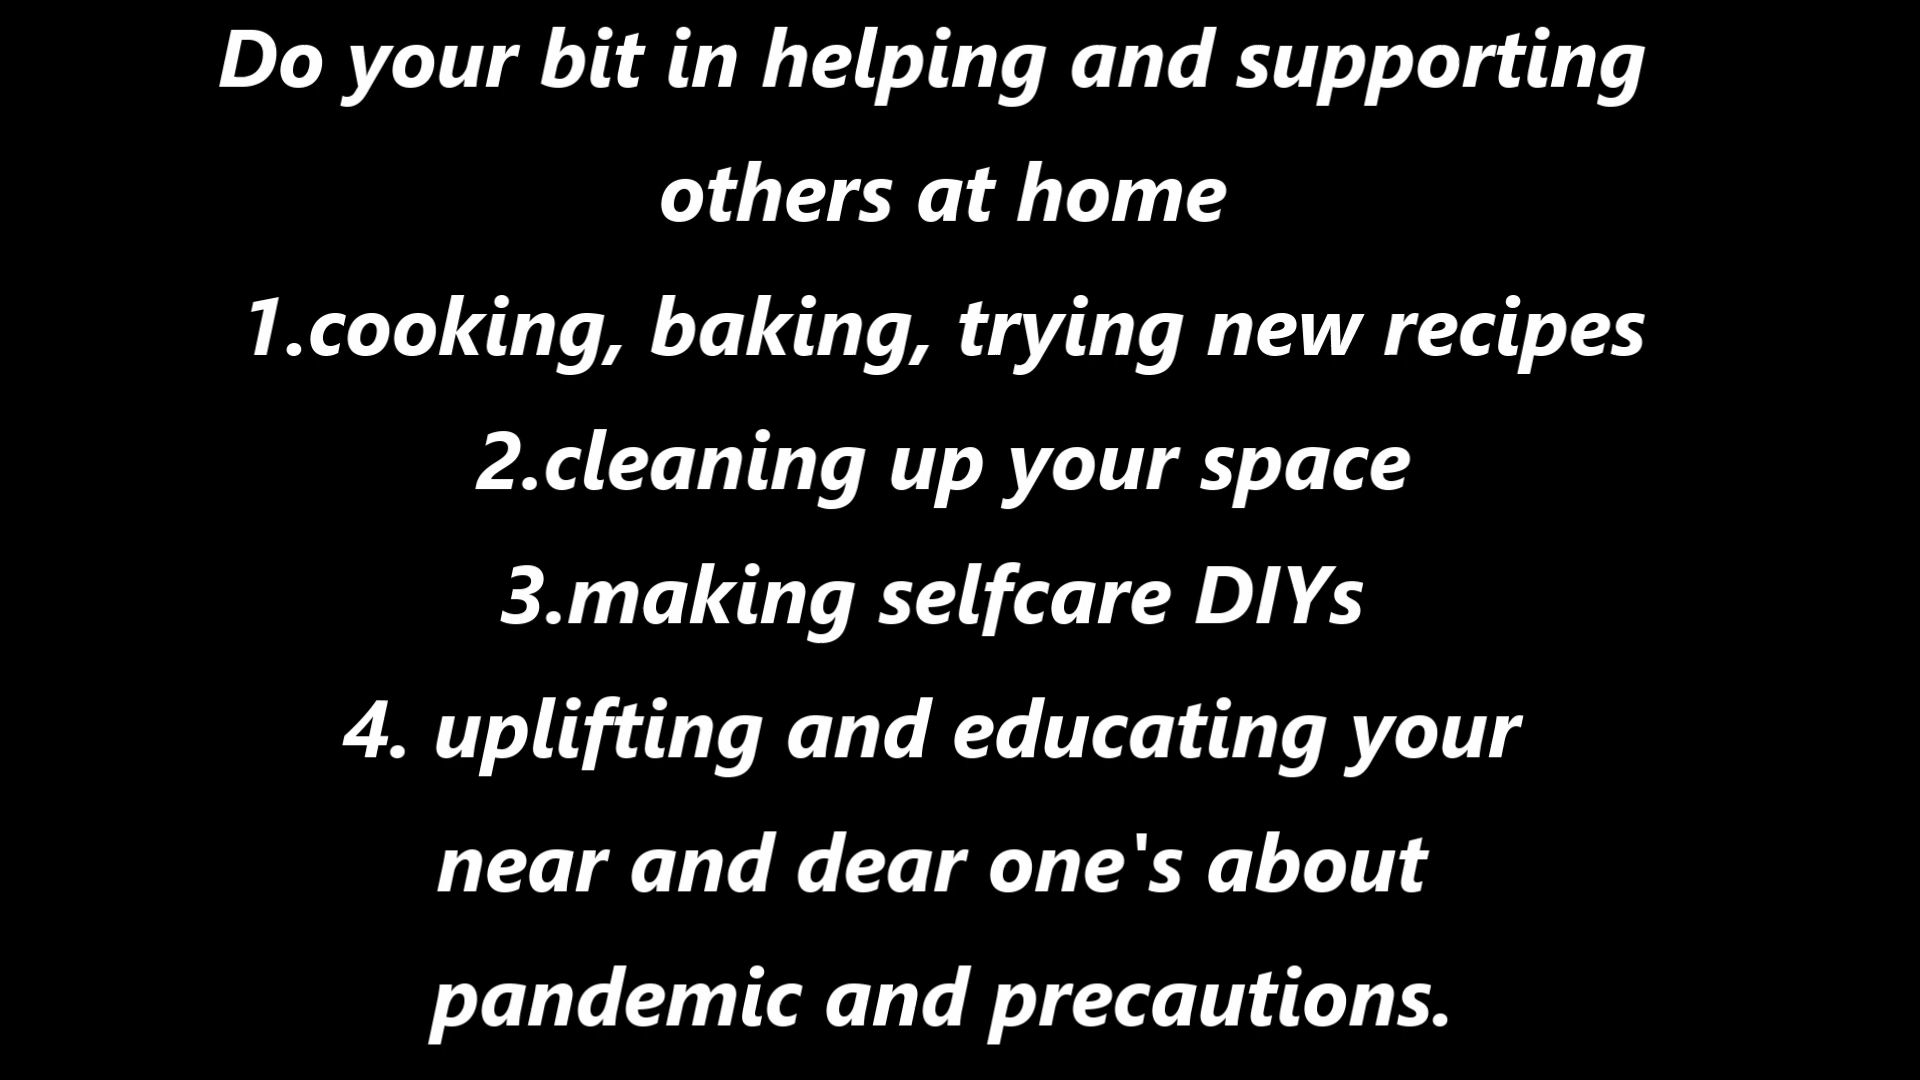 Do your bit in helping and supporting
others at home
1.cooking, baking, trying new recipes
2.cleaning up your space
3.making selfcare DIYs
4. uplifting and educating your
near and dear one's about
pandemic and precautions.